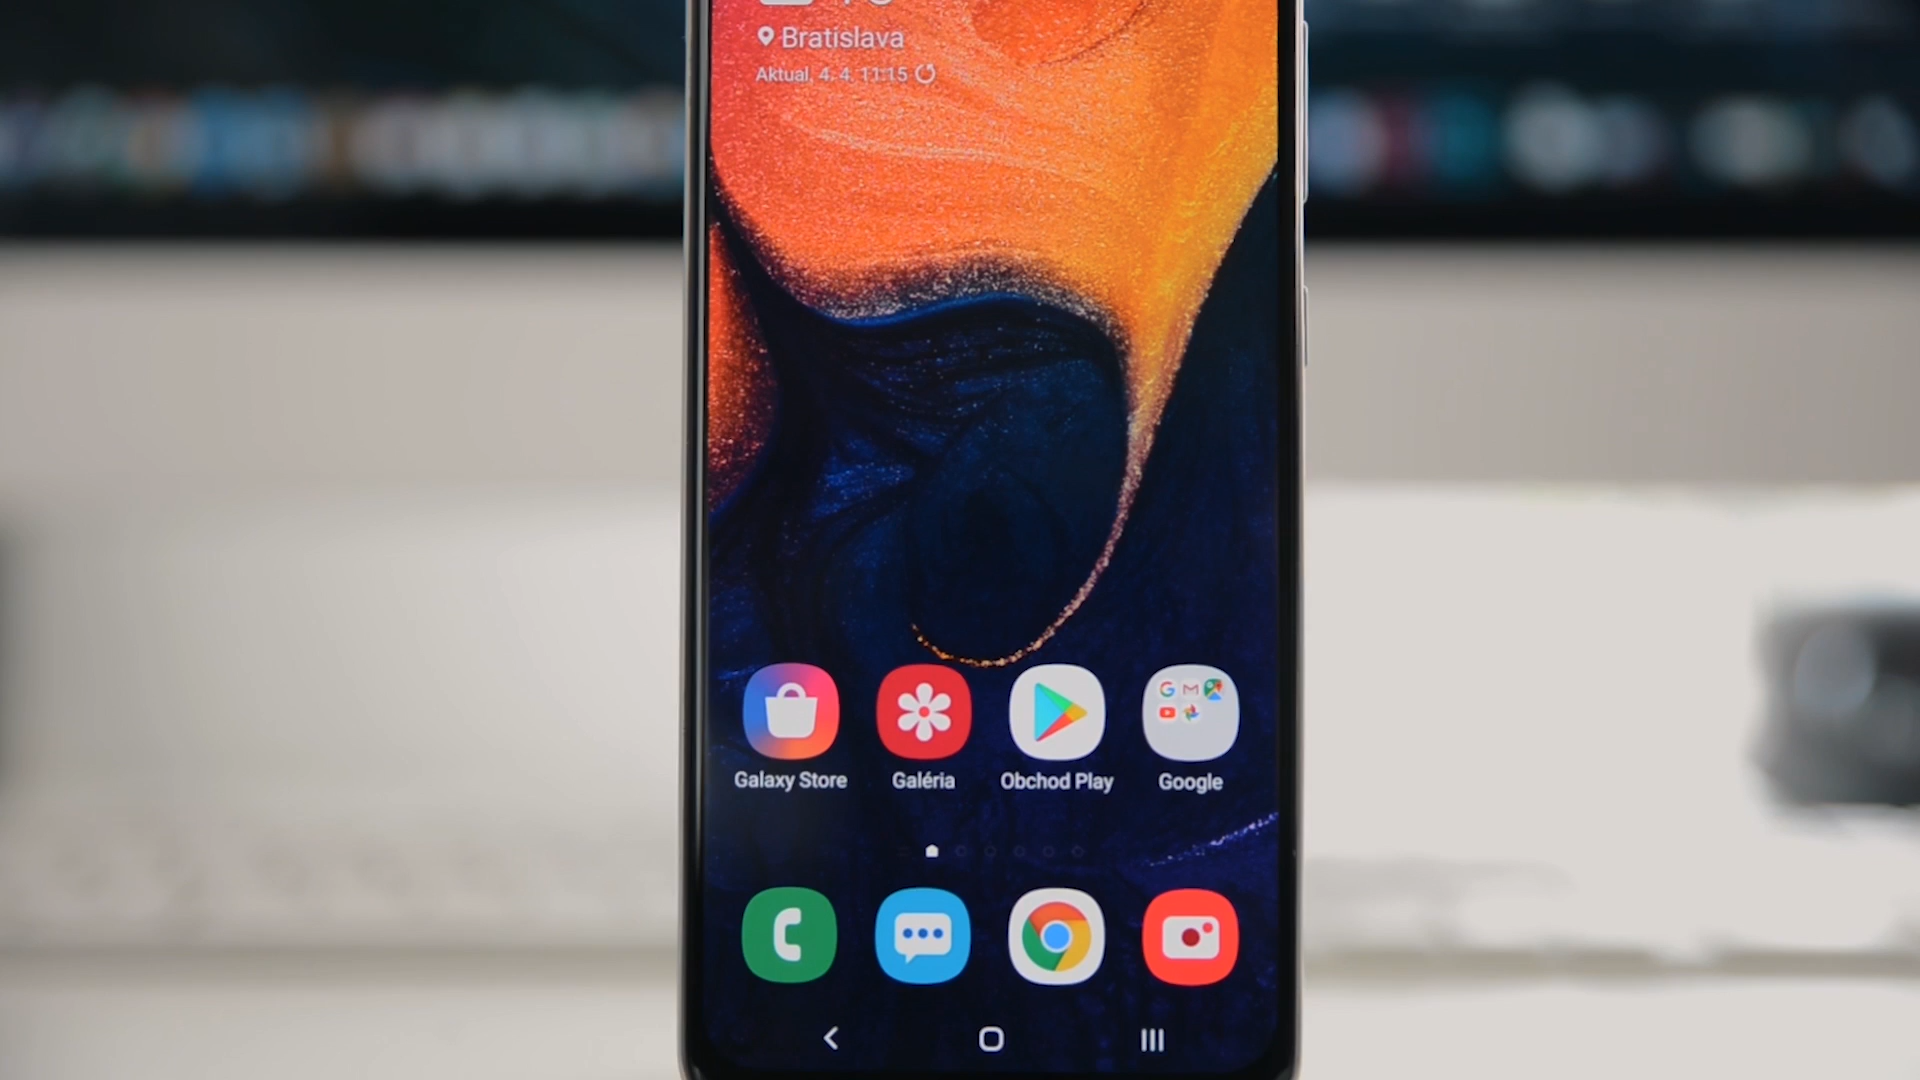 Bratislava
Aktual. 4. 4. 11:15
Galaxy Store
Galéria
Obchod Play
Google